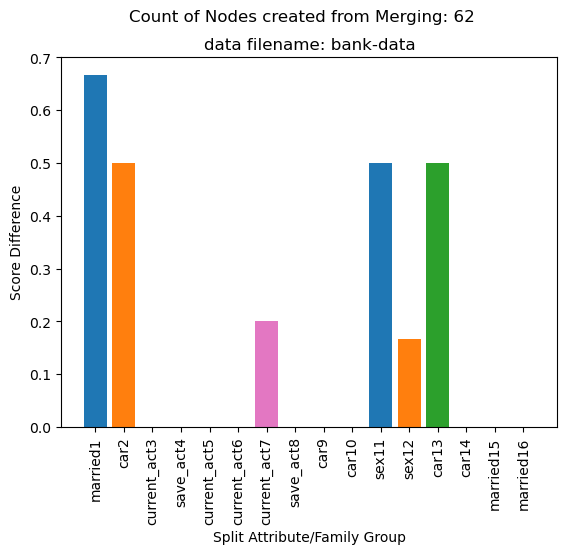 Count of Nodes created from Merging: 62
data filename: bank-data
0.7
0.6
0.5
0.4
0.3
0.2
0.1
0.0
Score Difference
married1
car2
current_act3
save_act4
current_act5
current_act6
current_act7
save_act8
car9
car10
sex11
sex12
car13
car14
married15
married16
Split Attribute/Family Group